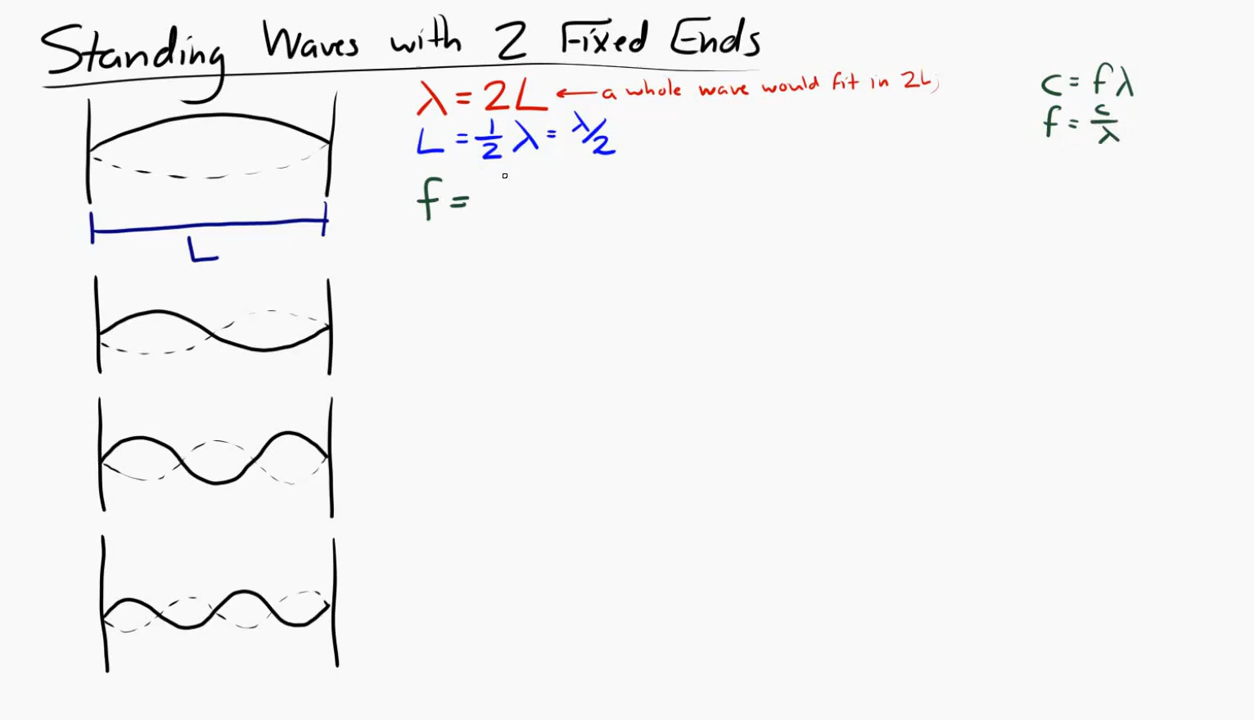 Standing Waves with 2 Fixed Ends
λ = 2L ← a whole wave would fit in 2L
c = fλ
f = c/λ
L = 1/2 λ = λ/2
f =
L